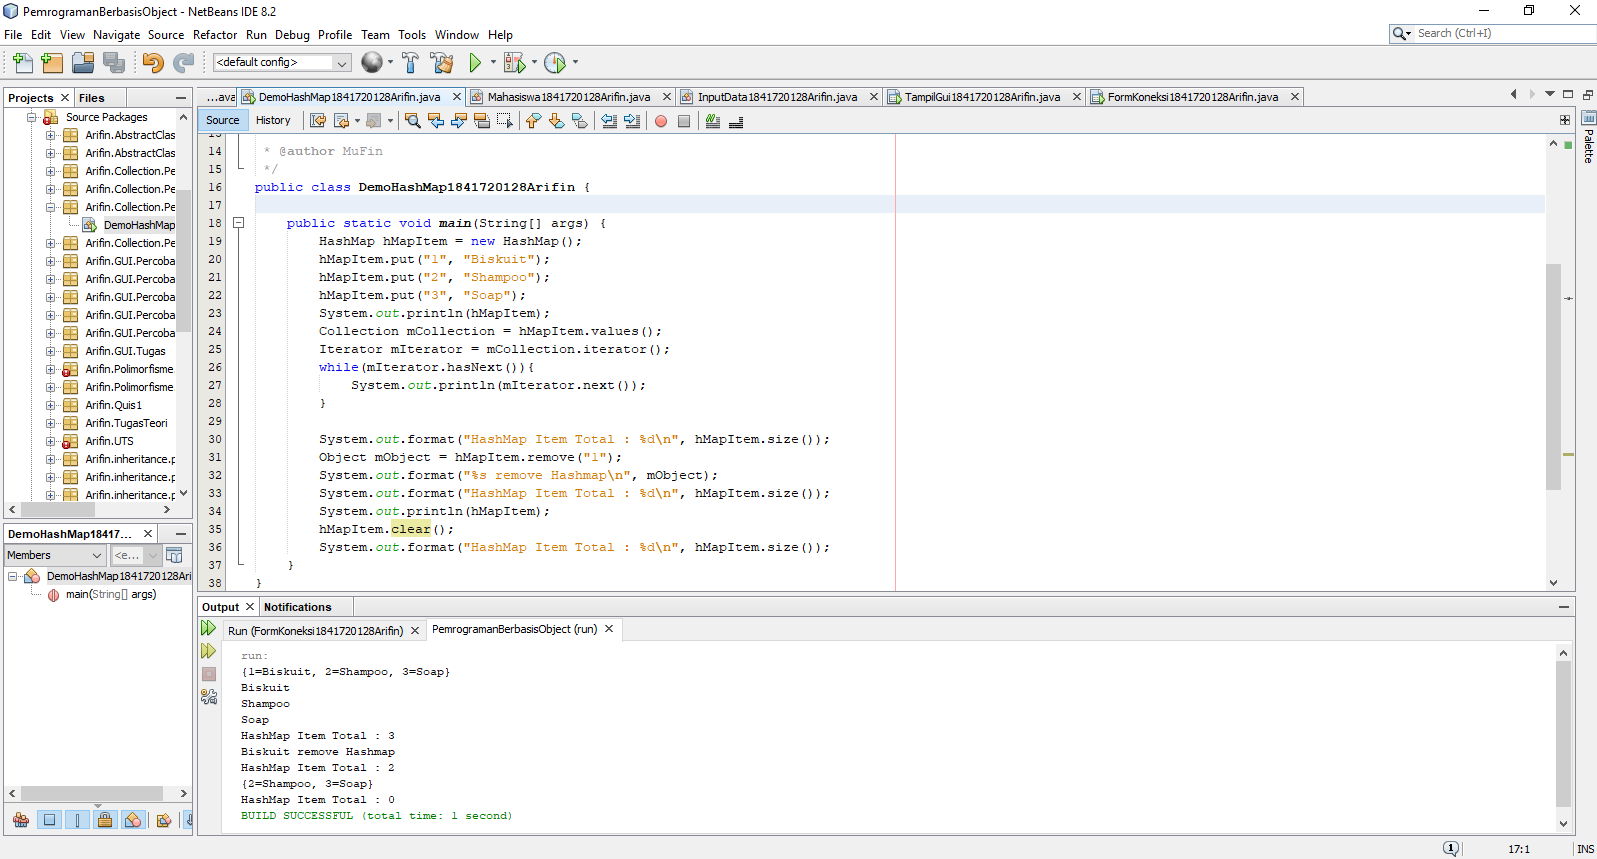 PemrogramanBerbasisObject - NetBeans IDE 8.2
File Edit View Navigate Source Refactor Run Debug Profile Team Tools Window Help
Search (Ctrl+I)
<default config>
Projects Files
...ava DemoHashMap1841720128Arifin.java Mahasiswa1841720128Arifin.java InputData1841720128Arifin.java TampilGui1841720128Arifin.java FormKoneksi1841720128Arifin.java
Source History
Palette
Source Packages
Arifin.AbstractClas
Arifin.AbstractClas
Arifin.Collection.Pe
Arifin.Collection.Pe
Arifin.Collection.Pe
DemoHashMap
Arifin.Collection.Pe
Arifin.GUI.Percoba
Arifin.GUI.Percoba
Arifin.GUI.Percoba
Arifin.GUI.Percoba
Arifin.GUI.Percoba
Arifin.GUI.Tugas
Arifin.Polimorfisme
Arifin.Polimorfisme
Arifin.Quis1
Arifin.TugasTeori
Arifin.UTS
Arifin.inheritance.p
Arifin.inheritance.p
Arifin.inheritance.p
DemoHashMap18417...
Members <e...
DemoHashMap1841720128Ari
main(String[] args)
13
14 * @author MuFin
15 */
16 public class DemoHashMap1841720128Arifin {
17
18 public static void main(String[] args) {
19 HashMap hMapItem = new HashMap();
20 hMapItem.put("1", "Biskuit");
21 hMapItem.put("2", "Shampoo");
22 hMapItem.put("3", "Soap");
23 System.out.println(hMapItem);
24 Collection mCollection = hMapItem.values();
25 Iterator mIterator = mCollection.iterator();
26 while(mIterator.hasNext()){
27 System.out.println(mIterator.next());
28 }
29
30 System.out.format("HashMap Item Total : %d\n", hMapItem.size());
31 Object mObject = hMapItem.remove("1");
32 System.out.format("%s remove Hashmap\n", mObject);
33 System.out.format("HashMap Item Total : %d\n", hMapItem.size());
34 System.out.println(hMapItem);
35 hMapItem.clear();
36 System.out.format("HashMap Item Total : %d\n", hMapItem.size());
37 }
38 }
Output Notifications
Run (FormKoneksi1841720128Arifin) PemrogramanBerbasisObject (run)
run:
{1=Biskuit, 2=Shampoo, 3=Soap}
Biskuit
Shampoo
Soap
HashMap Item Total : 3
Biskuit remove Hashmap
HashMap Item Total : 2
{2=Shampoo, 3=Soap}
HashMap Item Total : 0
BUILD SUCCESSFUL (total time: 1 second)
1 17:1 INS